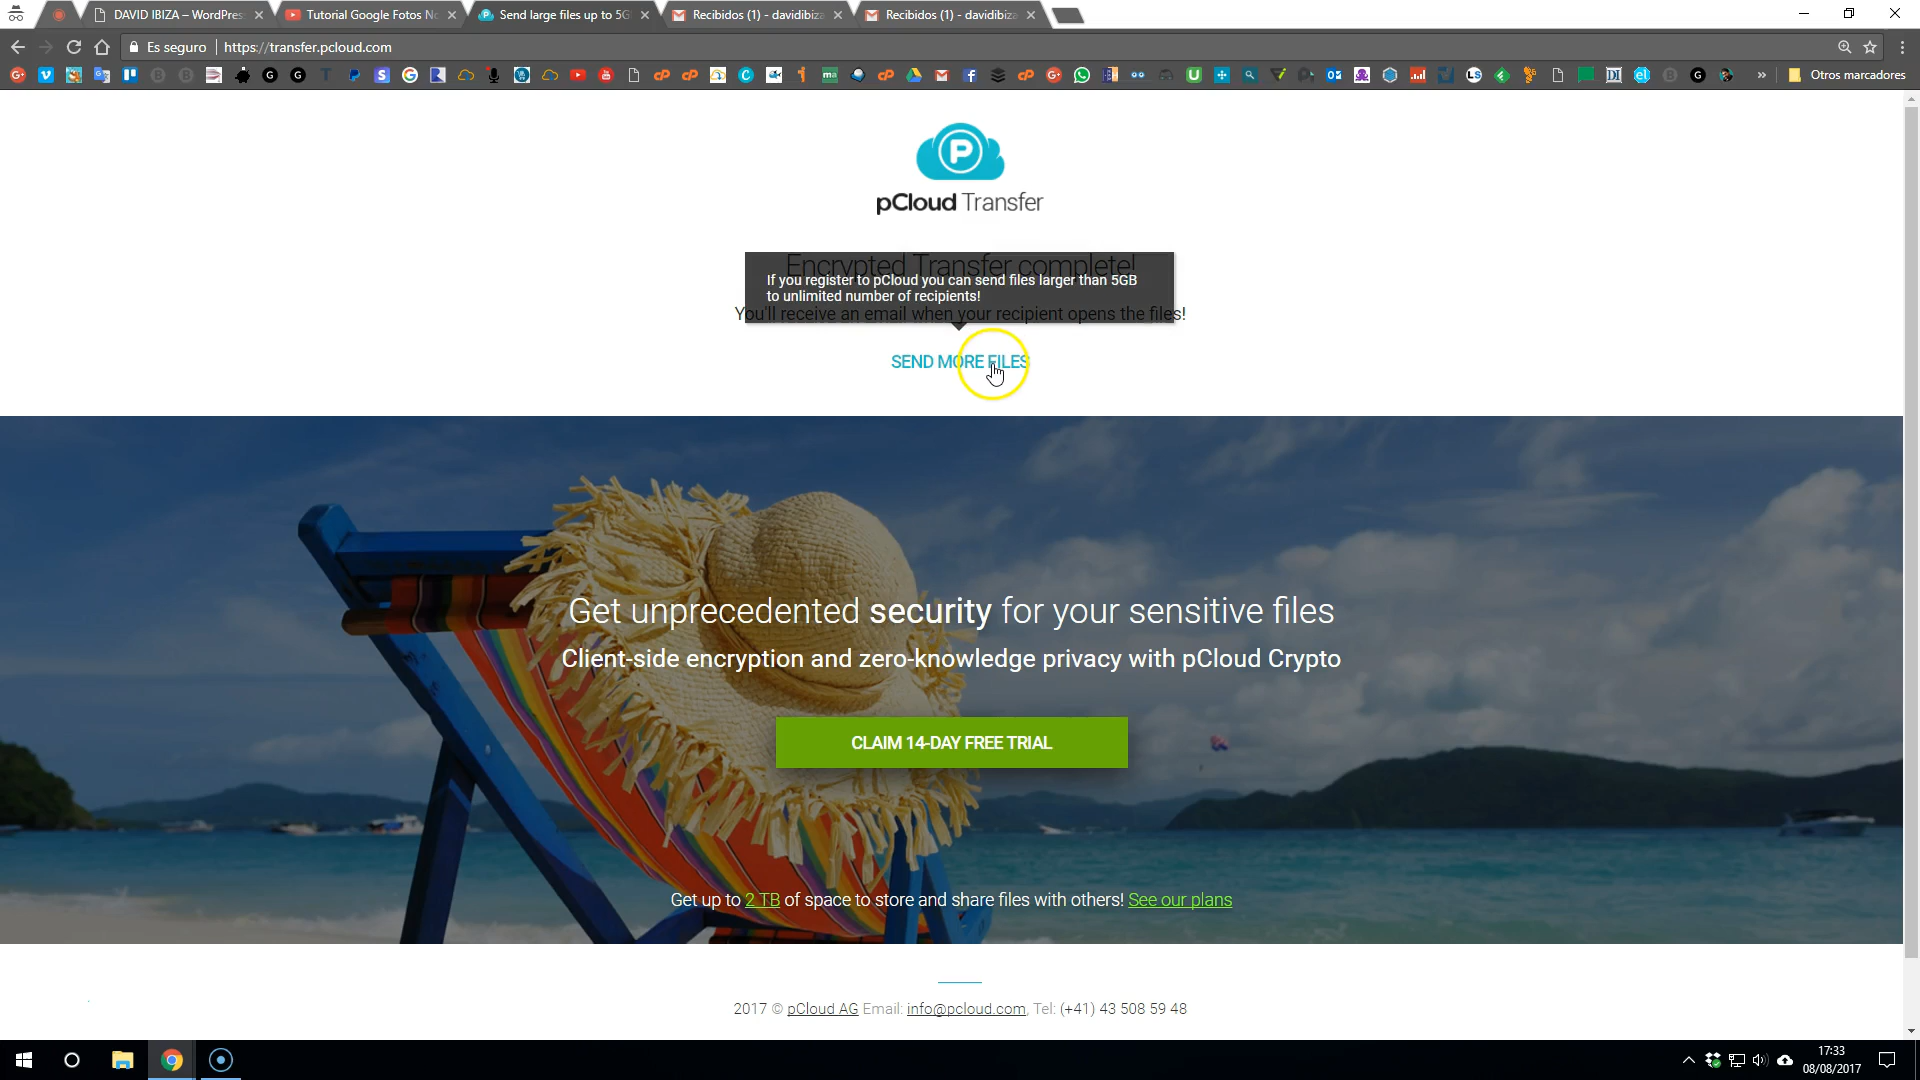 DAVID IBIZA – WordPres
Tutorial Google Fotos No
Send large files up to 5G
Recibidos (1) - davidibiza
Recibidos (1) - davidibiza
Es seguro
https://transfer.pcloud.com
Otros marcadores
pCloud Transfer
Encrypted Transfer complete!
If you register to pCloud you can send files larger than 5GB
to unlimited number of recipients!
You'll receive an email when your recipient opens the files!
SEND MORE FILES
Get unprecedented security for your sensitive files
Client-side encryption and zero-knowledge privacy with pCloud Crypto
CLAIM 14-DAY FREE TRIAL
Get up to 2 TB of space to store and share files with others! See our plans
2017 © pCloud AG Email: info@pcloud.com, Tel: (+41) 43 508 59 48
17:33
08/08/2017